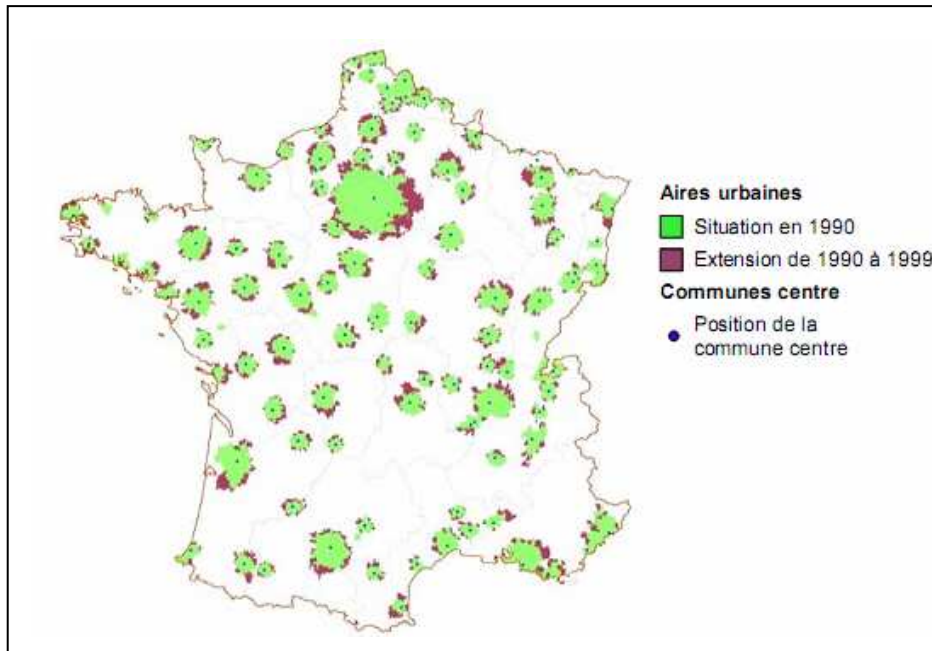 Aires urbaines
Situation en 1990
Extension de 1990 à 1999
Communes centre
Position de la
commune centre